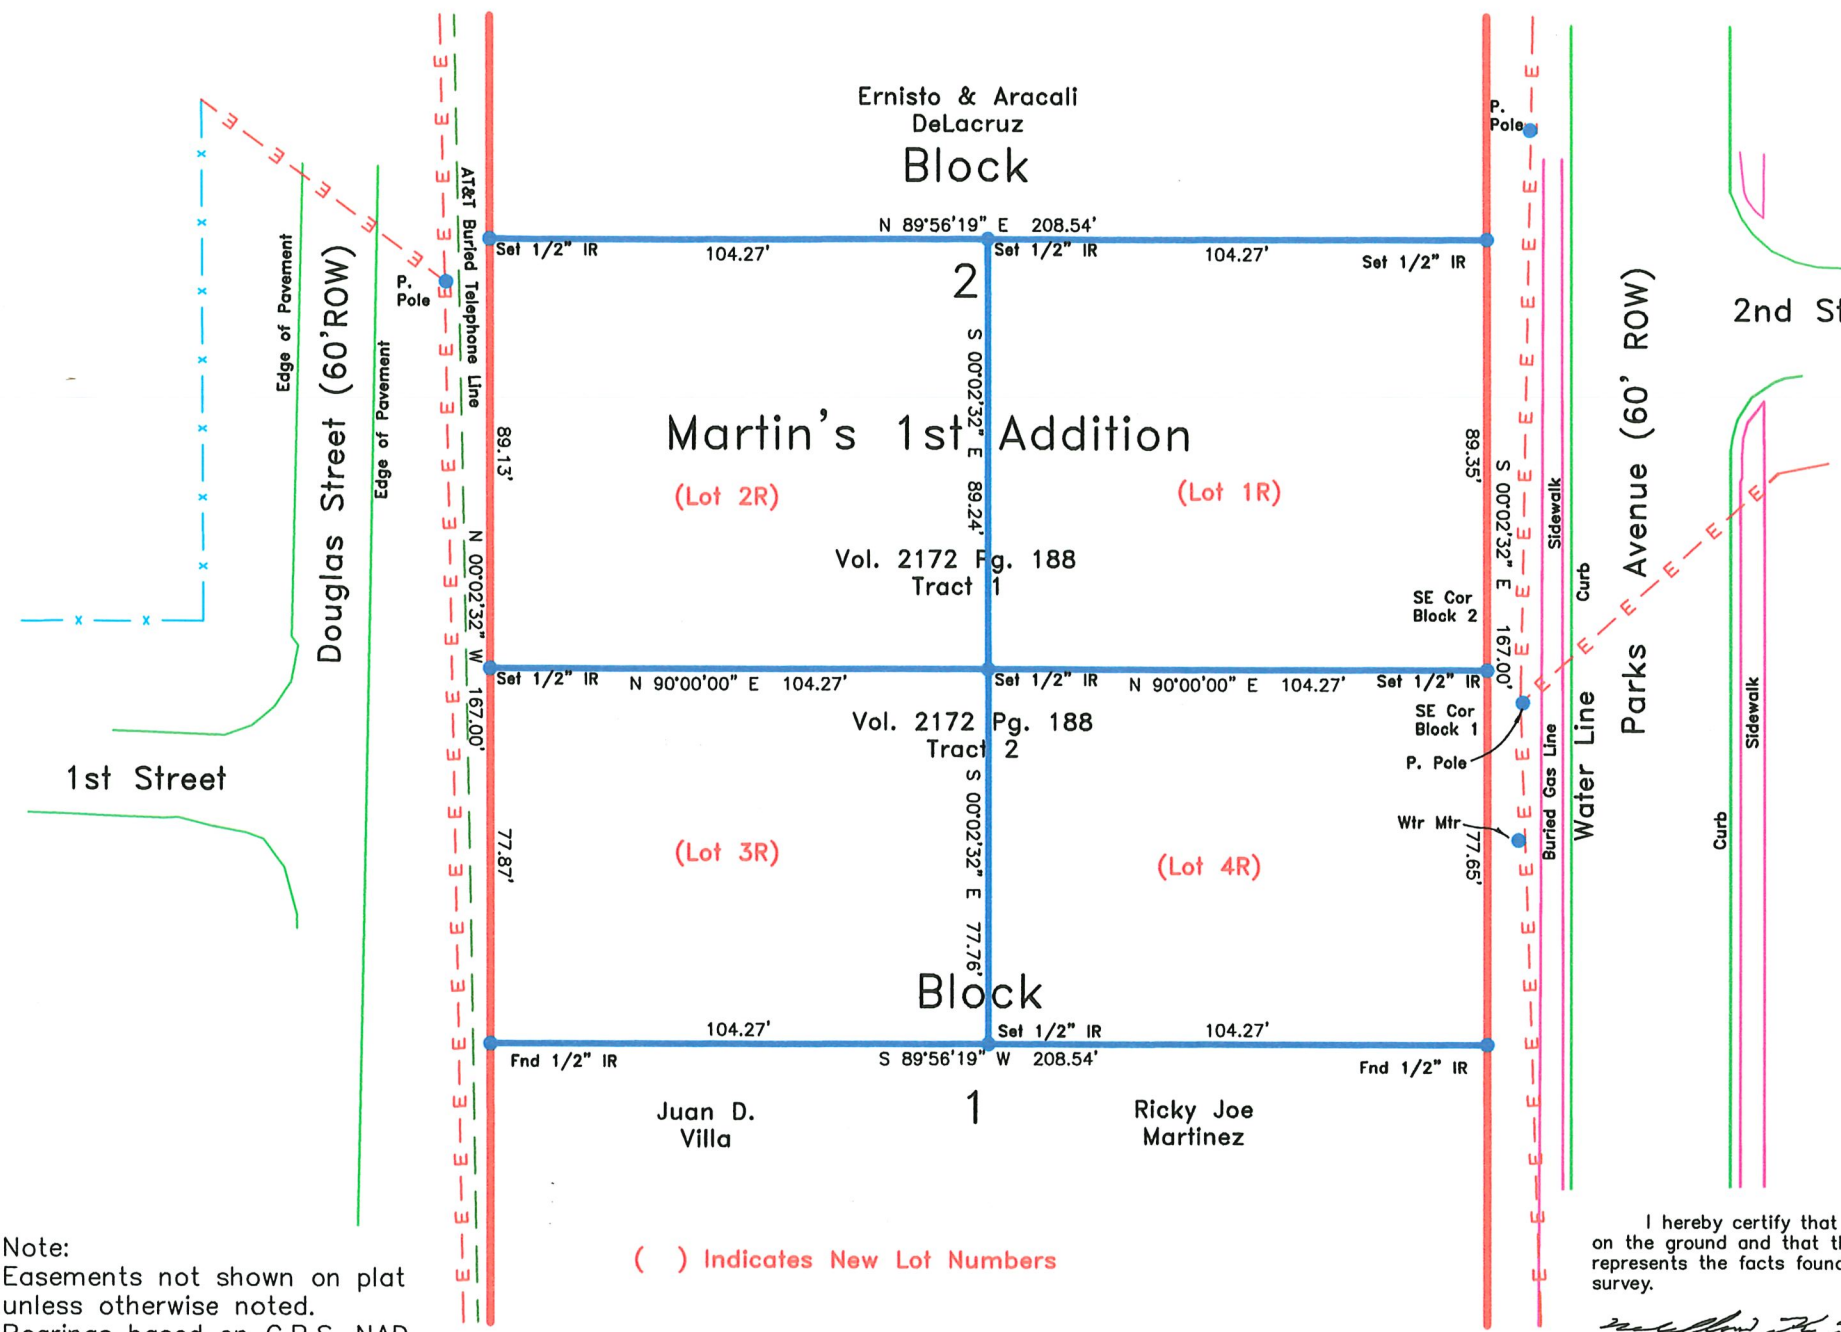 Ernisto & Aracali
DeLacruz
Block
2
P.
Pole
N 89°56'19" E 208.54'
Set 1/2" IR
104.27'
Set 1/2" IR
104.27'
Set 1/2" IR
AT&T Buried Telephone Line
P.
Pole
Edge of Pavement
Douglas Street (60'ROW)
Edge of Pavement
2nd St
Parks Avenue (60' ROW)
S 00°02'32" E 89.24'
Martin's 1st Addition
89.13'
89.35'
(Lot 2R)
(Lot 1R)
S 00°02'32" E 167.00'
N 00°02'32" W 167.00'
Sidewalk
Curb
Vol. 2172 Pg. 188
Tract 1
SE Cor
Block 2
Set 1/2" IR
N 90°00'00" E 104.27'
Set 1/2" IR
N 90°00'00" E 104.27'
Set 1/2" IR
SE Cor
Block 1
Vol. 2172 Pg. 188
Tract 2
P. Pole
Wtr Mtr
Buried Gas Line
Water Line
Sidewalk
Curb
1st Street
77.87'
77.65'
S 00°02'32" E 77.76'
(Lot 3R)
(Lot 4R)
Block
1
104.27'
Set 1/2" IR
104.27'
Fnd 1/2" IR
S 89°56'19" W 208.54'
Fnd 1/2" IR
Juan D.
Villa
Ricky Joe
Martinez
( ) Indicates New Lot Numbers
Note:
Easements not shown on plat
unless otherwise noted.
Bearings based on G.P.S. NAD
I hereby certify that
on the ground and that th
represents the facts found
survey.